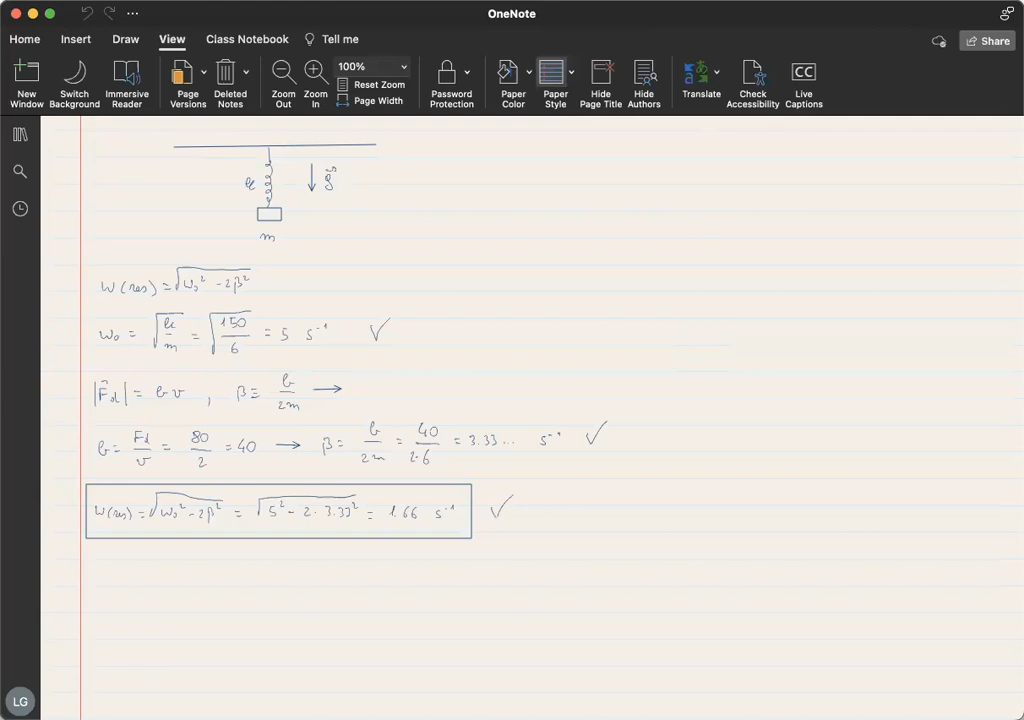 OneNote
Home Insert Draw View Class Notebook Tell me
Share
New Window Switch Background Immersive Reader Page Versions Deleted Notes Zoom Out Zoom In 100% Reset Zoom Page Width Password Protection Paper Color Paper Style Hide Page Title Hide Authors Translate Check Accessibility Live Captions
k g⃗
m
ω(res) = √(ω₀² - 2β²)
ω₀ = √(k/m) = √(150/6) = 5 s⁻¹ ✓
|F⃗d| = b v , β ≡ b/2m →
b = Fd/v = 80/2 = 40 → β = b/2m = 40/2·6 = 3.33... s⁻¹ ✓
ω(res) = √(ω₀² - 2β²) = √(5² - 2·3.33²) = 1.66 s⁻¹ ✓
LG